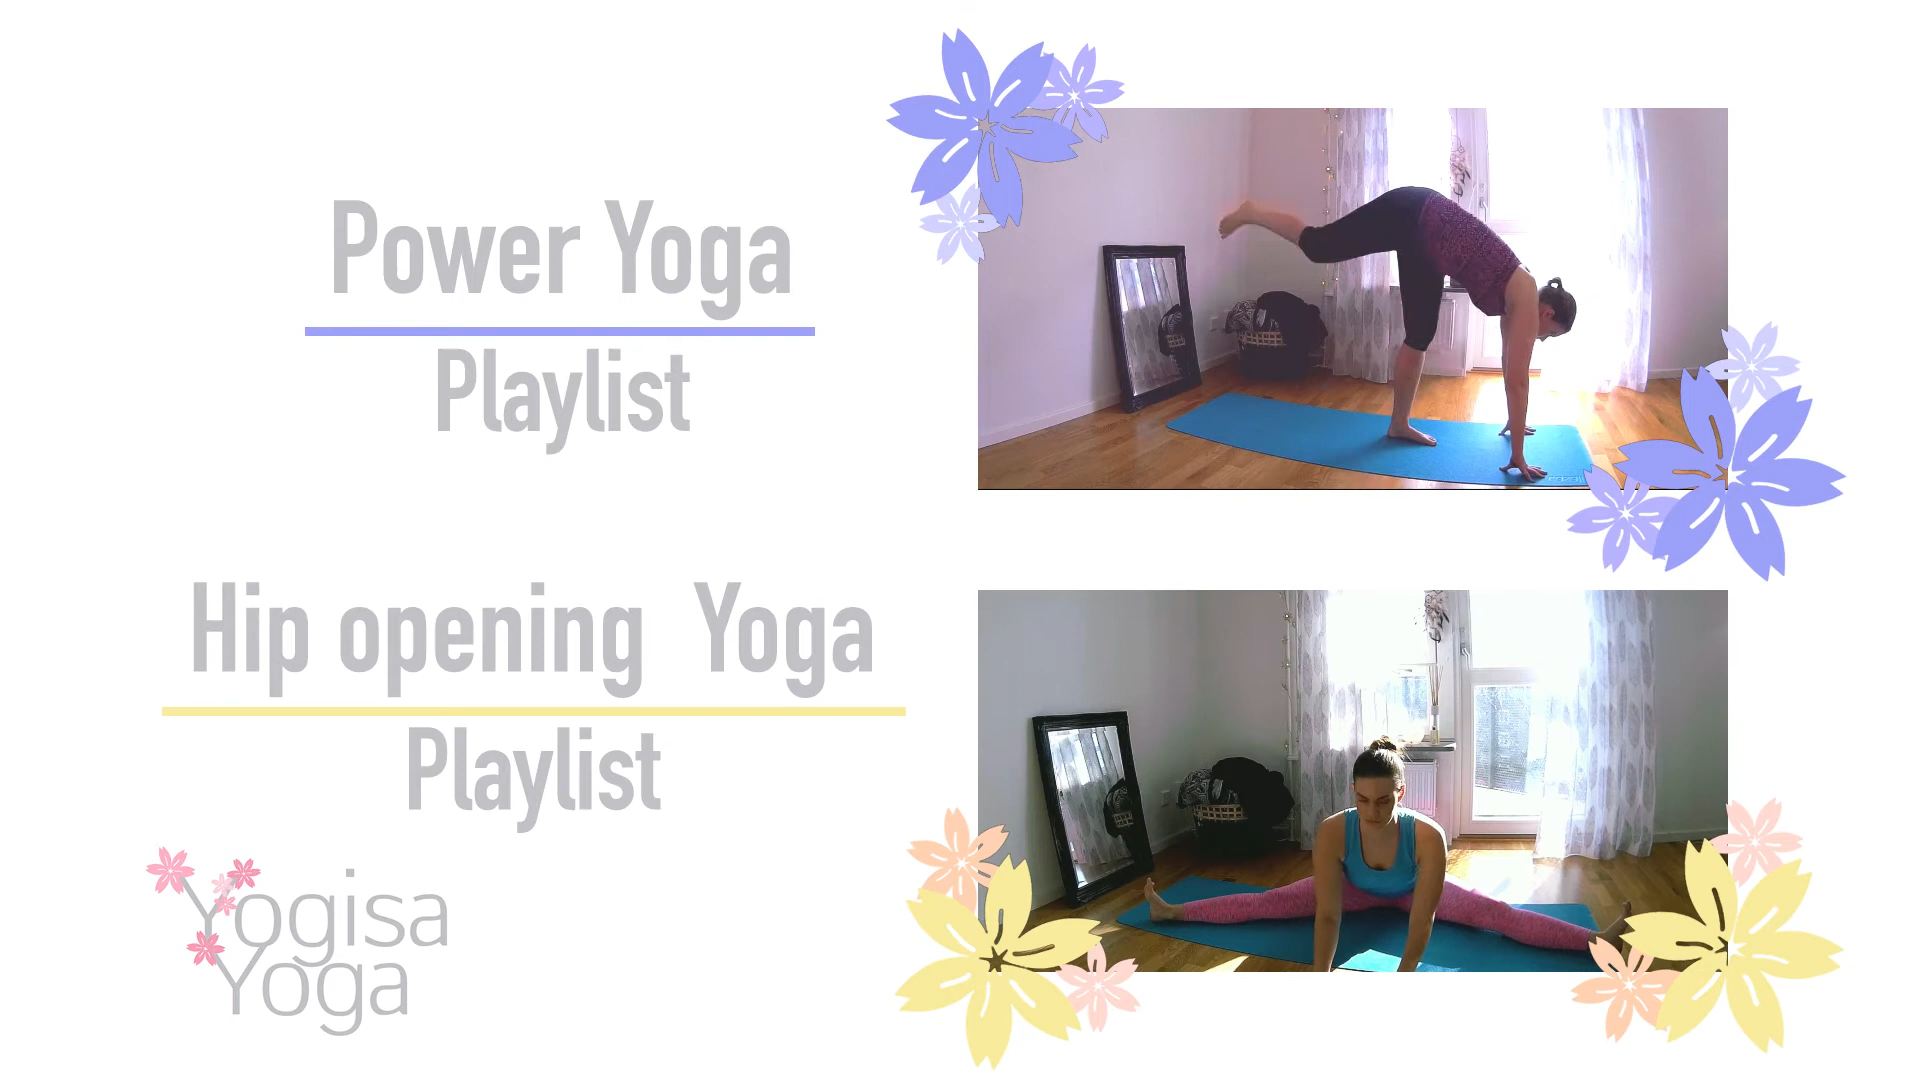 Power Yoga
Playlist
Hip opening Yoga
Playlist
Yogisa
Yoga